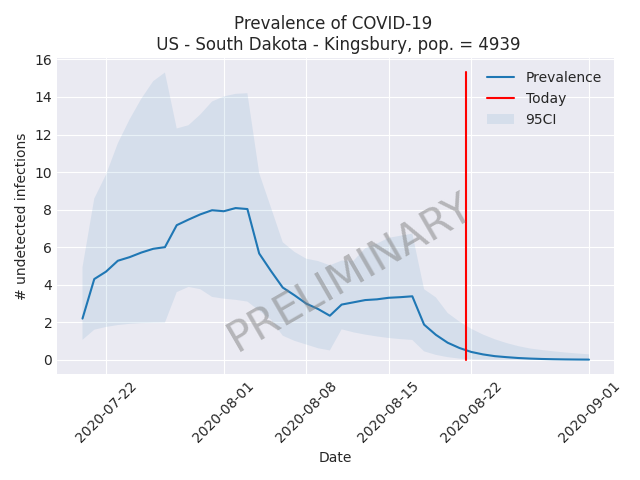 Prevalence of COVID-19
US - South Dakota - Kingsbury, pop. = 4939
# undetected infections
16
14
12
10
8
6
4
2
0
Prevalence
Today
95CI
PRELIMINARY
2020-07-22
2020-08-01
2020-08-08
2020-08-15
2020-08-22
2020-09-01
Date